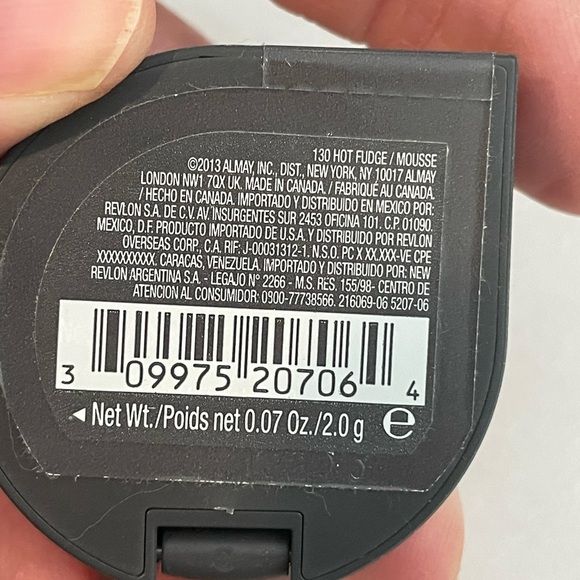 130 HOT FUDGE / MOUSSE
©2013 ALMAY, INC., DIST., NEW YORK, NY 10017 ALMAY
LONDON NW1 7QX UK. MADE IN CANADA. / FABRIQUÉ AU CANADA.
/ HECHO EN CANADA. IMPORTADO Y DISTRIBUIDO EN MEXICO POR:
REVLON S.A. DE C.V. AV. INSURGENTES SUR 2453 OFICINA 101. C.P. 01090.
MEXICO, D.F. PRODUCTO IMPORTADO DE U.S.A. Y DISTRIBUIDO POR REVLON
OVERSEAS CORP., C.A. RIF: J-00031312-1. N.S.O. PC X XX.XXX-VE CPE
XXXXXXXXXX. CARACAS, VENEZUELA. IMPORTADO Y DISTRIBUIDO POR: NEW
REVLON ARGENTINA S.A. - LEGAJO N° 2266 - M.S. RES. 155/98- CENTRO DE
ATENCION AL CONSUMIDOR: 0900-77738566. 216069-06 5207-06
3 09975 20706 4
◄ Net Wt./Poids net 0.07 Oz./2.0 g ℮